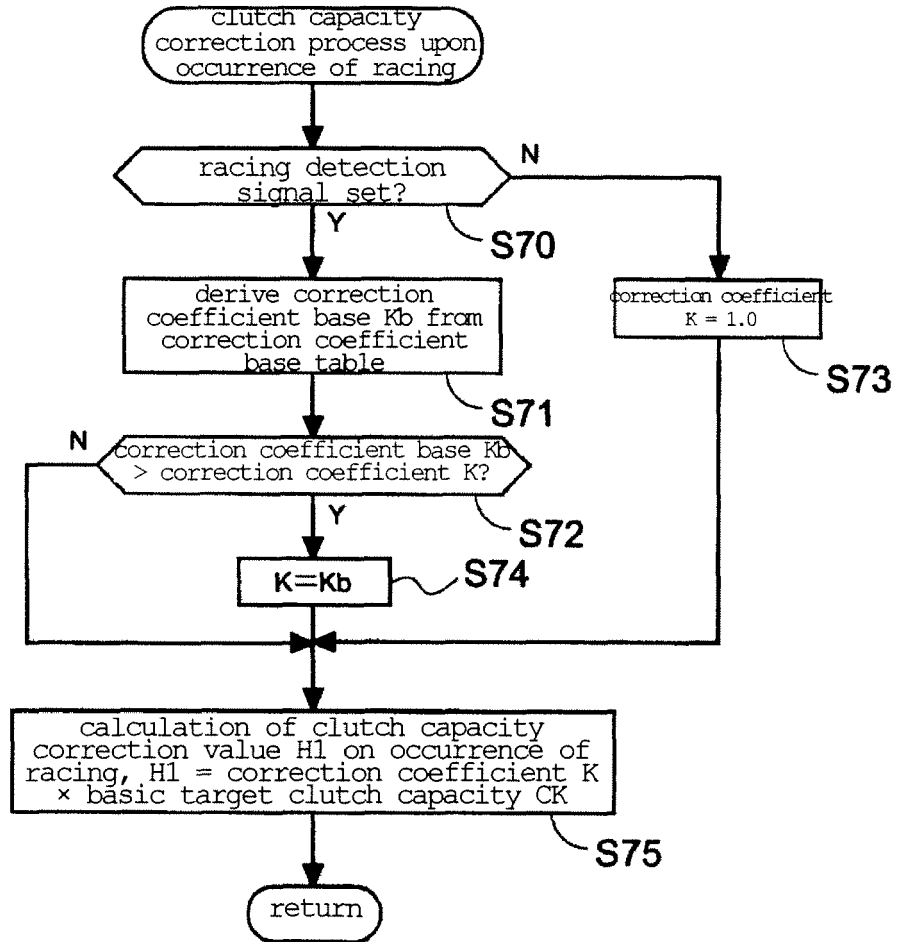 clutch capacity
correction process upon
occurrence of racing
racing detection
signal set?
N
Y
S70
derive correction
coefficient base Kb from
correction coefficient
base table
S71
correction coefficient
K = 1.0
S73
N
correction coefficient base Kb
> correction coefficient K?
Y
S72
K=Kb
S74
calculation of clutch capacity
correction value H1 on occurrence of
racing, H1 = correction coefficient K
× basic target clutch capacity CK
S75
return